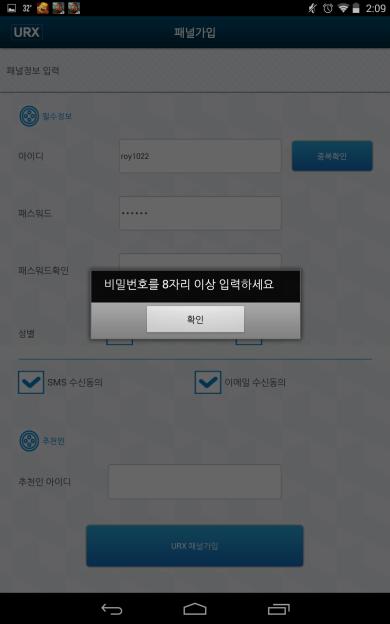 32°
2:09
URX
패널가입
패널정보 입력
필수정보
아이디
roy1022
중복확인
패스워드
••••••
패스워드확인
비밀번호를 8자리 이상 입력하세요
확인
성별
SMS 수신동의
이메일 수신동의
추천인
추천인 아이디
URX 패널가입